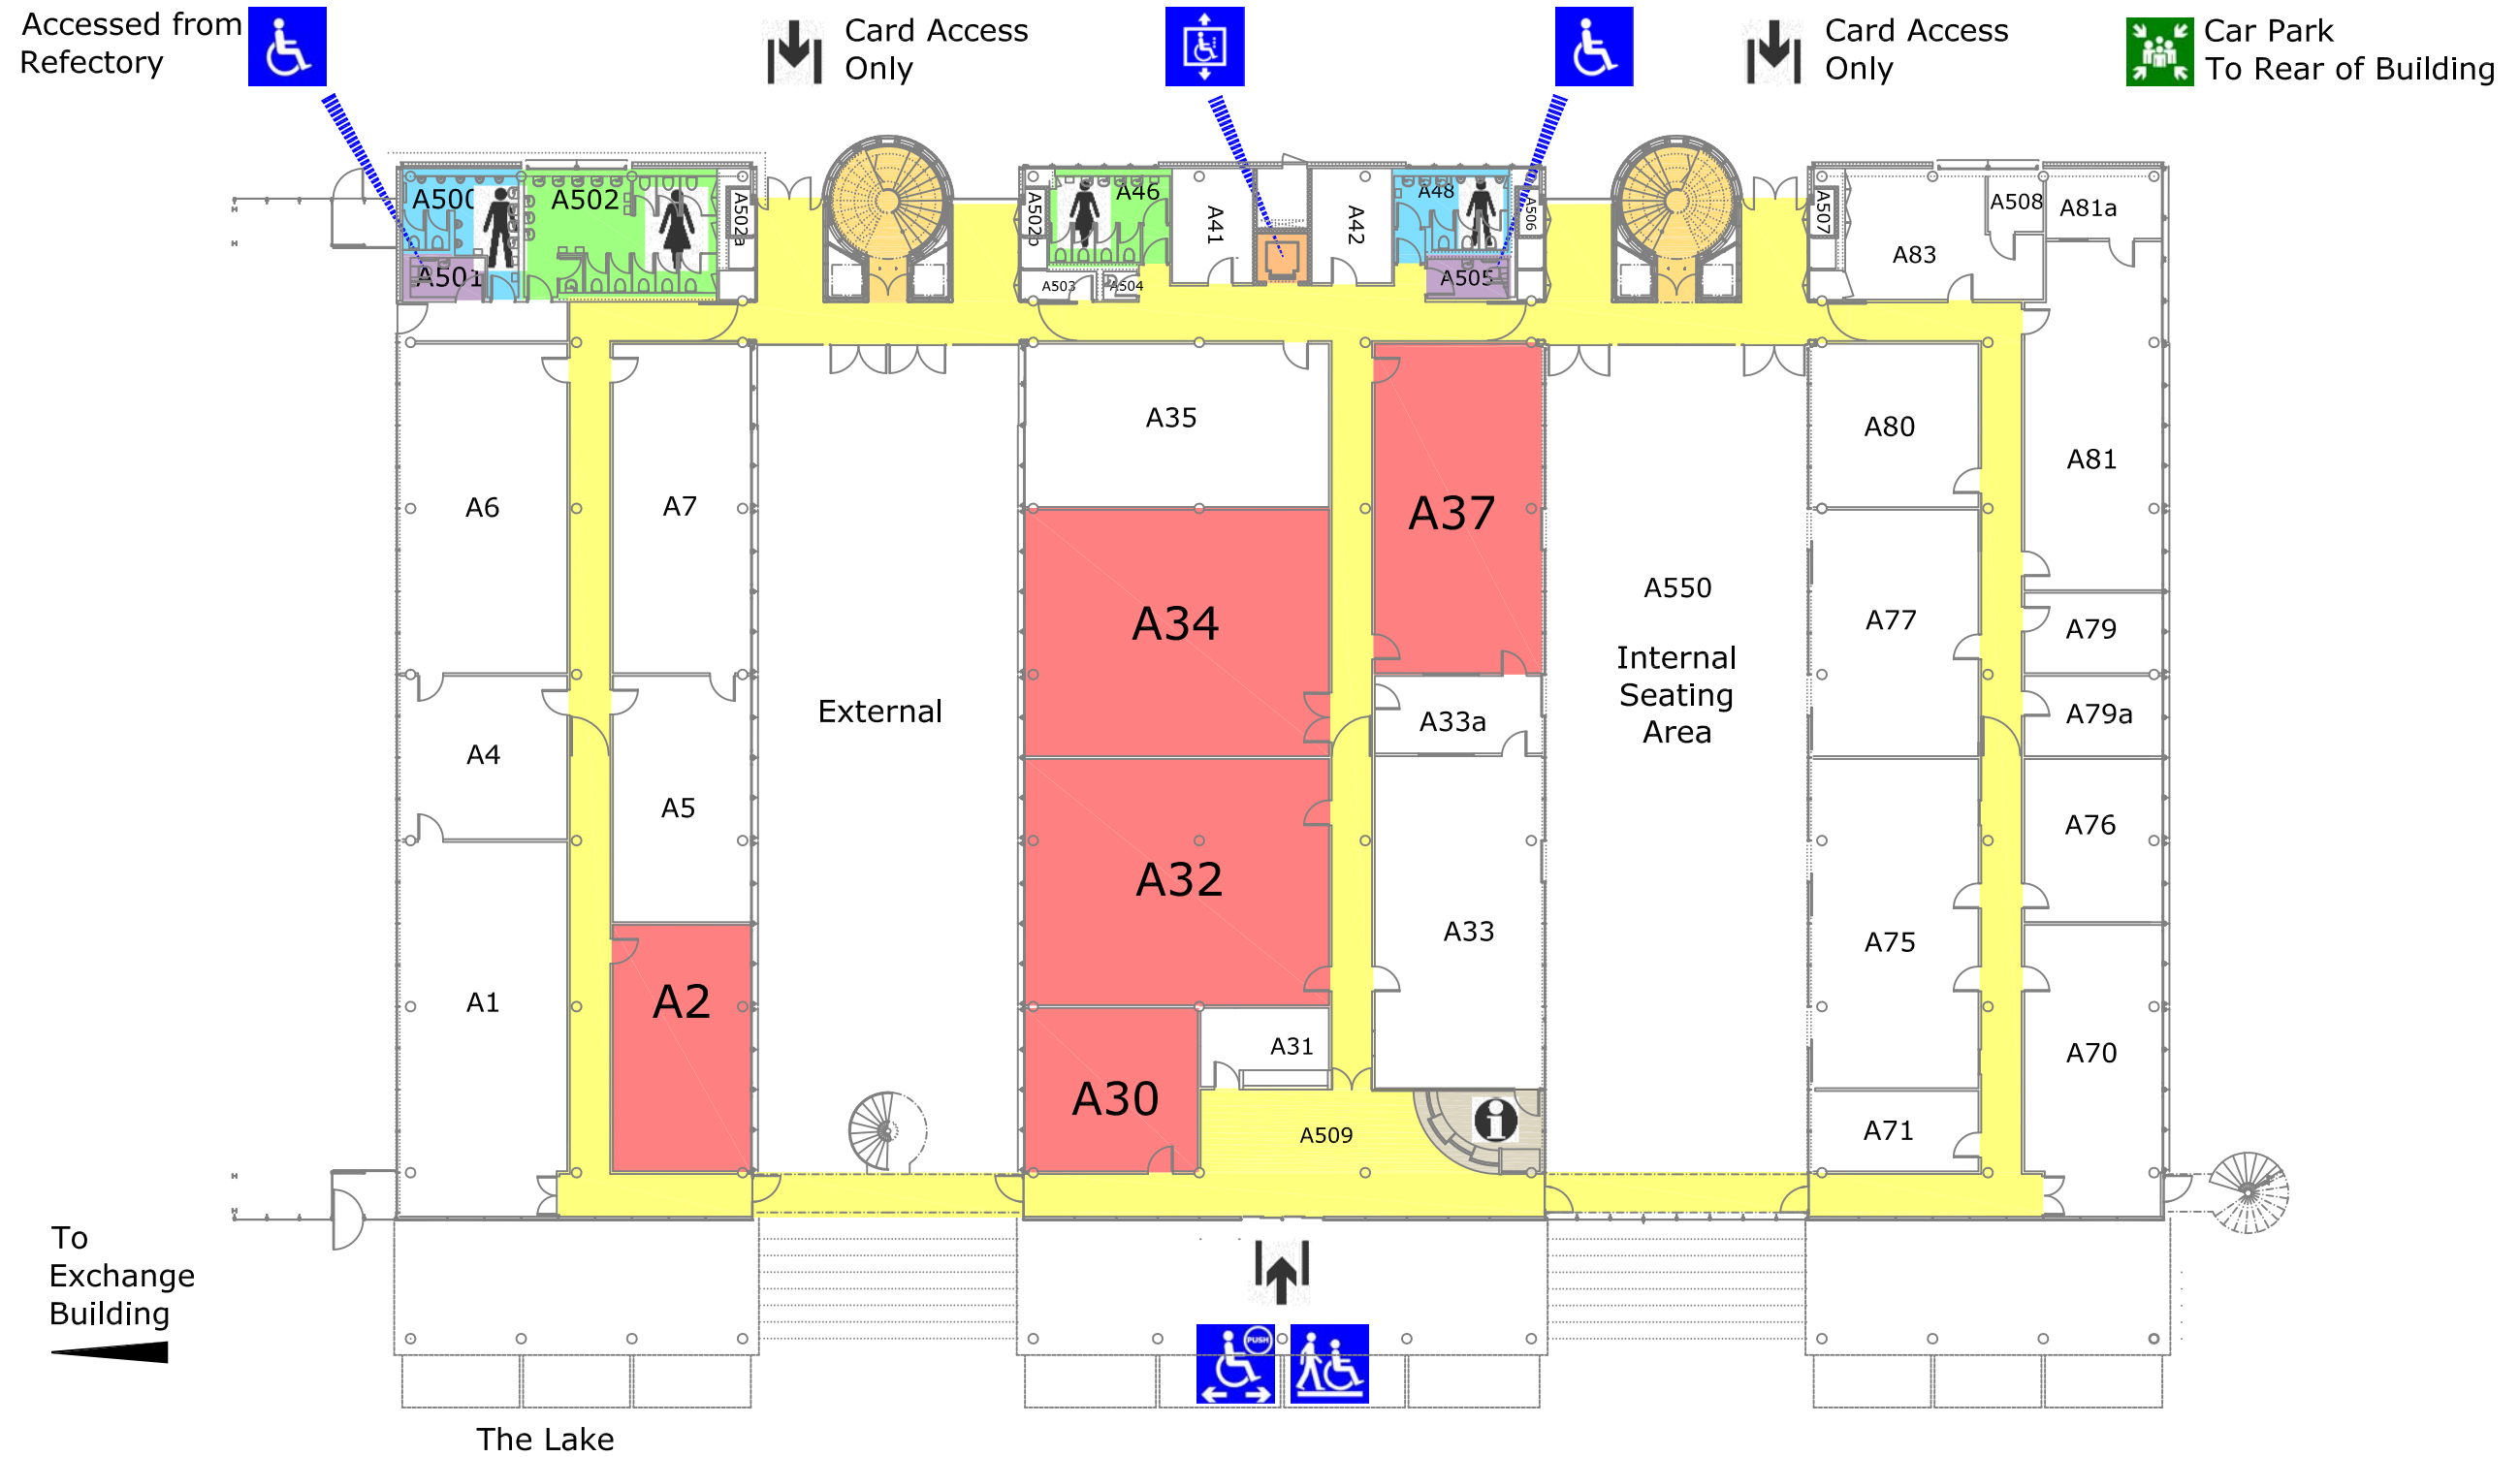 Accessed from
Refectory
Card Access
Only
Card Access
Only
Car Park
To Rear of Building
A500
A502
A502a
A501
A502b
A46
A503
A504
A41
A42
A48
A505
A506
A507
A83
A508
A81a
A6
A7
A35
A37
A80
A81
A34
A550
Internal
Seating
Area
A77
A79
A79a
External
A33a
A4
A5
A32
A33
A76
A75
A1
A2
A31
A30
A509
A70
A71
To
Exchange
Building
PUSH
The Lake